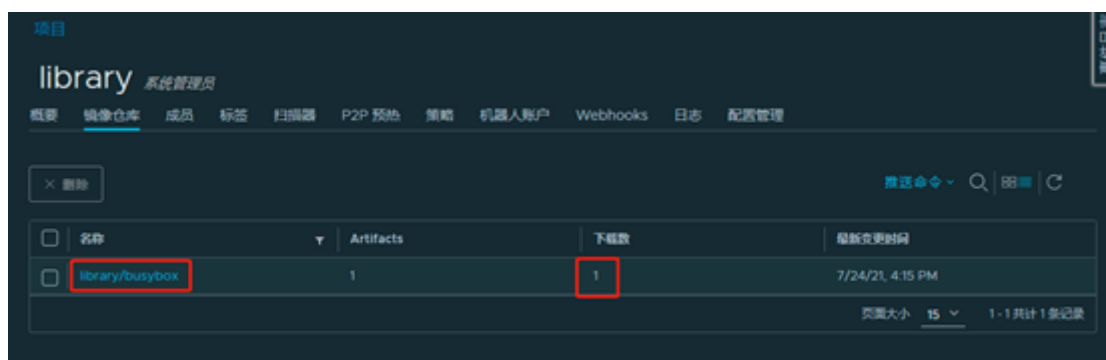 项目
library 系统管理员
概要 镜像仓库 成员 标签 扫描器 P2P 预热 策略 机器人账户 Webhooks 日志 配置管理
× 删除 推送命令
名称 Artifacts 下载数 最新变更时间
library/busybox 1 1 7/24/21, 4:15 PM
页面大小 15 1 - 1 共计 1 条记录